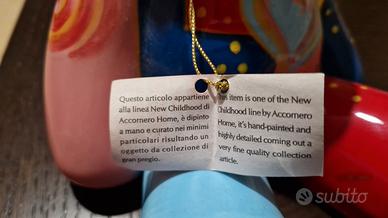 Questo articolo appartiene
alla linea New Childhood di
Accornero Home, è dipinto
a mano e curato nei minimi
particolari risultando un
oggetto da collezione di
gran pregio.
This item is one of the New
Childhood line by Accornero
Home, it's hand-painted and
highly detailed coming out a
very fine quality collection
article.
subito